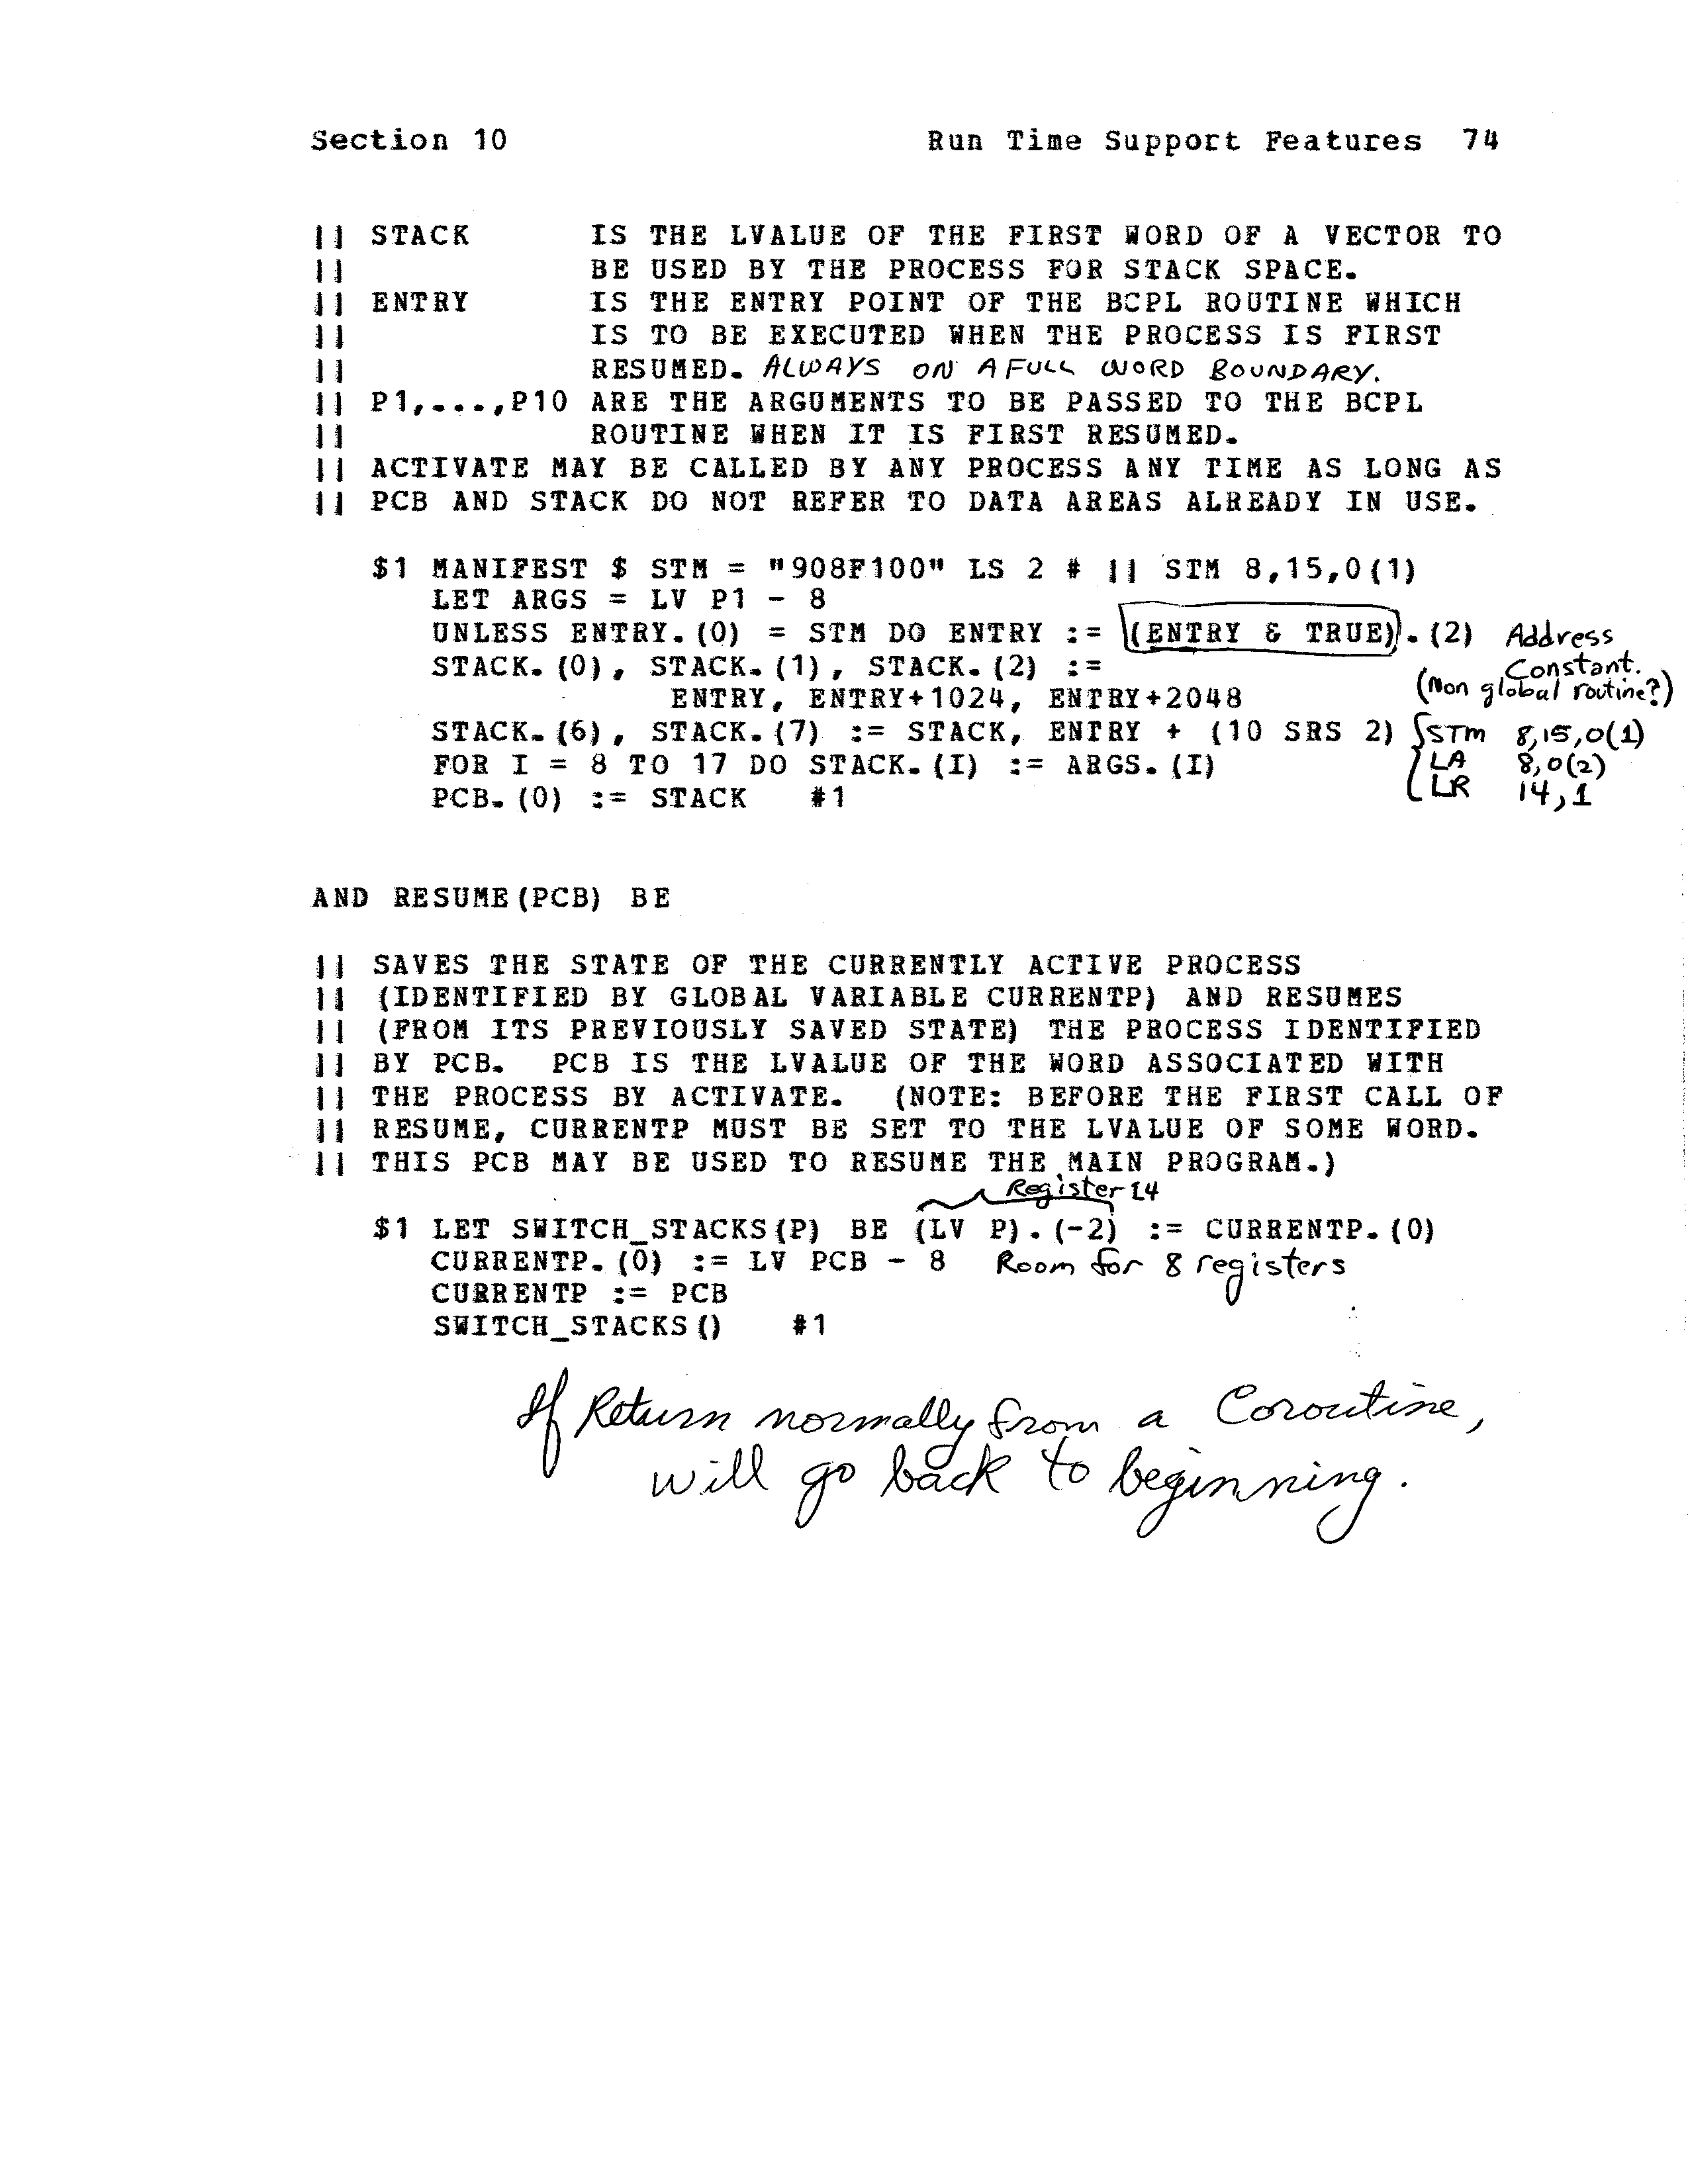 Section 10 Run Time Support Features 74
|| STACK IS THE LVALUE OF THE FIRST WORD OF A VECTOR TO
|| BE USED BY THE PROCESS FOR STACK SPACE.
|| ENTRY IS THE ENTRY POINT OF THE BCPL ROUTINE WHICH
|| IS TO BE EXECUTED WHEN THE PROCESS IS FIRST
|| RESUMED. ALWAYS ON A FULL WORD BOUNDARY.
|| P1,...,P10 ARE THE ARGUMENTS TO BE PASSED TO THE BCPL
|| ROUTINE WHEN IT IS FIRST RESUMED.
|| ACTIVATE MAY BE CALLED BY ANY PROCESS ANY TIME AS LONG AS
|| PCB AND STACK DO NOT REFER TO DATA AREAS ALREADY IN USE.
$1 MANIFEST $ STM = "908F100" LS 2 # || STM 8,15,0(1)
LET ARGS = LV P1 - 8
UNLESS ENTRY.(0) = STM DO ENTRY := (ENTRY & TRUE).(2) Address
STACK.(0), STACK.(1), STACK.(2) := Constant.
ENTRY, ENTRY+1024, ENTRY+2048 (Non global routine?)
STACK.(6), STACK.(7) := STACK, ENTRY + (10 SRS 2) { STM 8,15,0(1)
FOR I = 8 TO 17 DO STACK.(I) := ARGS.(I) LA 8,0(2)
PCB.(0) := STACK #1 LR 14,1
AND RESUME(PCB) BE
|| SAVES THE STATE OF THE CURRENTLY ACTIVE PROCESS
|| (IDENTIFIED BY GLOBAL VARIABLE CURRENTP) AND RESUMES
|| (FROM ITS PREVIOUSLY SAVED STATE) THE PROCESS IDENTIFIED
|| BY PCB. PCB IS THE LVALUE OF THE WORD ASSOCIATED WITH
|| THE PROCESS BY ACTIVATE. (NOTE: BEFORE THE FIRST CALL OF
|| RESUME, CURRENTP MUST BE SET TO THE LVALUE OF SOME WORD.
|| THIS PCB MAY BE USED TO RESUME THE MAIN PROGRAM.)
Register 14
$1 LET SWITCH_STACKS(P) BE (LV P).(-2) := CURRENTP.(0)
CURRENTP.(0) := LV PCB - 8 Room for 8 registers
CURRENTP := PCB
SWITCH_STACKS() #1
If Return normally from a Coroutine,
will go back to beginning.